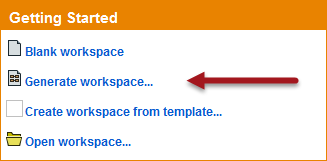 Getting Started
Blank workspace
Generate workspace...
Create workspace from template...
Open workspace...